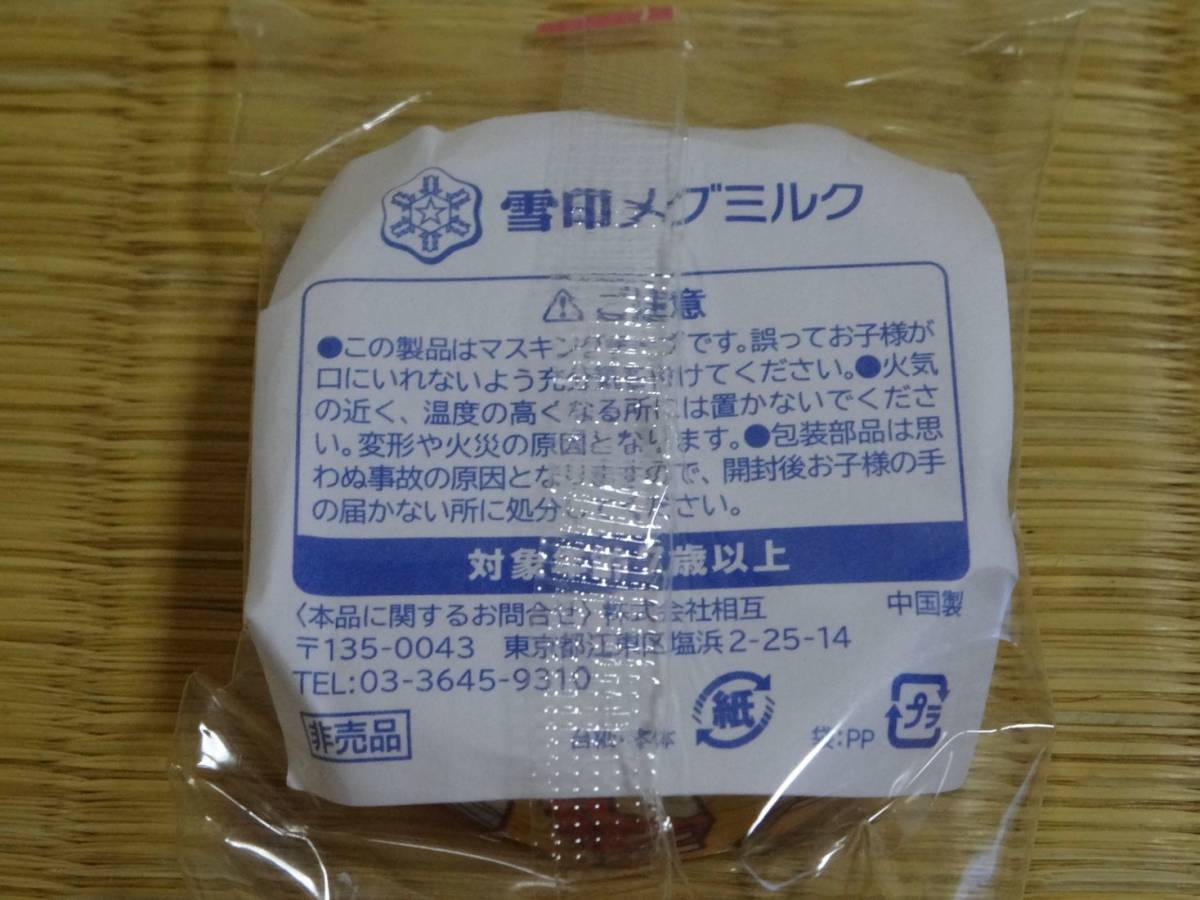 雪印メグミルク
ご注意
●この製品はマスキングテープです。誤ってお子様が
口にいれないよう充分気を付けてください。●火気
の近く、温度の高くなる所には置かないでくださ
い。変形や火災の原因となります。●包装部品は思
わぬ事故の原因となりますので、開封後お子様の手
の届かない所に処分してください。
対象年齢7歳以上
〈本品に関するお問合せ〉株式会社相互 中国製
〒135-0043 東京都江東区塩浜2-25-14
TEL:03-3645-9310
非売品 台紙・本体 紙 袋:PP プラ